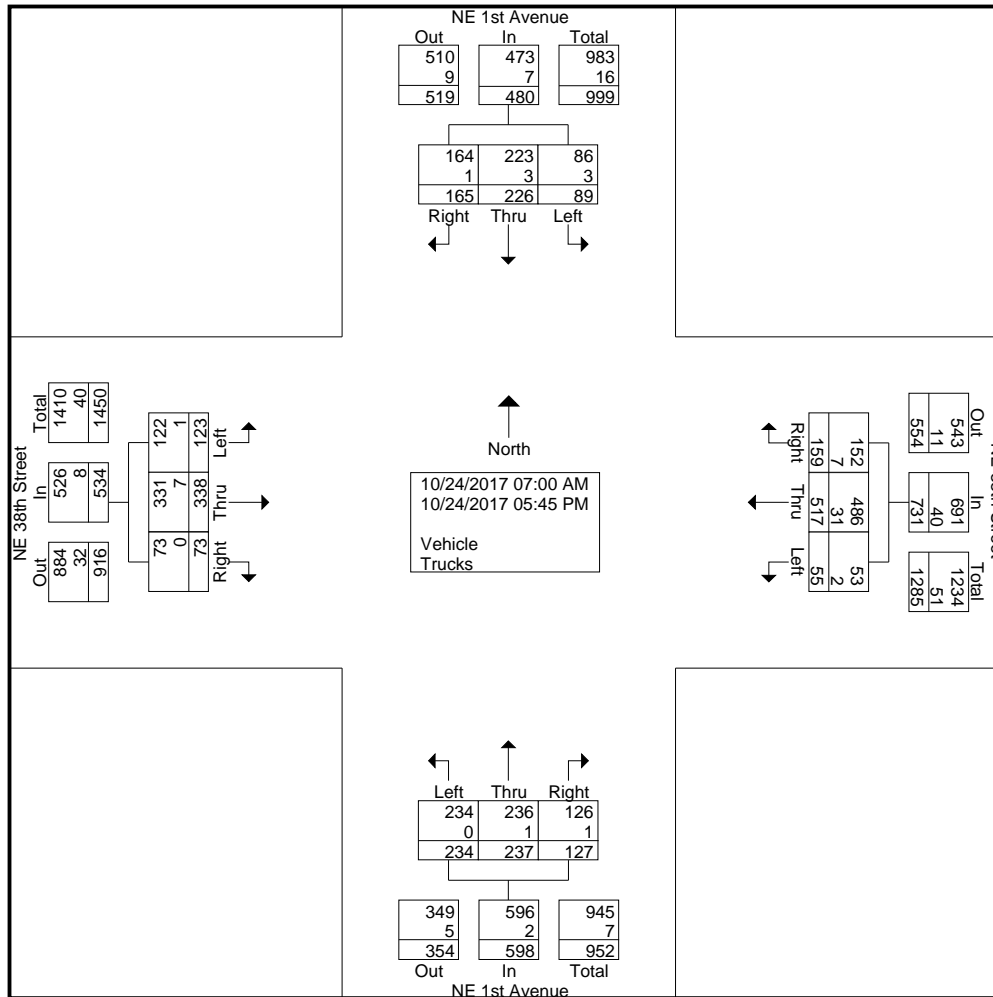 NE 1st Avenue
Out In Total
510 473 983
9 7 16
519 480 999
164 223 86
1 3 3
165 226 89
Right Thru Left
NE 38th Street
Out In Total
884 526 1410
32 8 40
916 534 1450
73 331 122
0 7 1
73 338 123
Right Thru Left
North
10/24/2017 07:00 AM
10/24/2017 05:45 PM
Vehicle
Trucks
Street
Out In Total
543 691 1234
11 40 51
554 731 1285
152 486 53
7 31 2
159 517 55
Right Thru Left
Left Thru Right
234 236 126
0 1 1
234 237 127
349 596 945
5 2 7
354 598 952
Out In Total
NE 1st Avenue